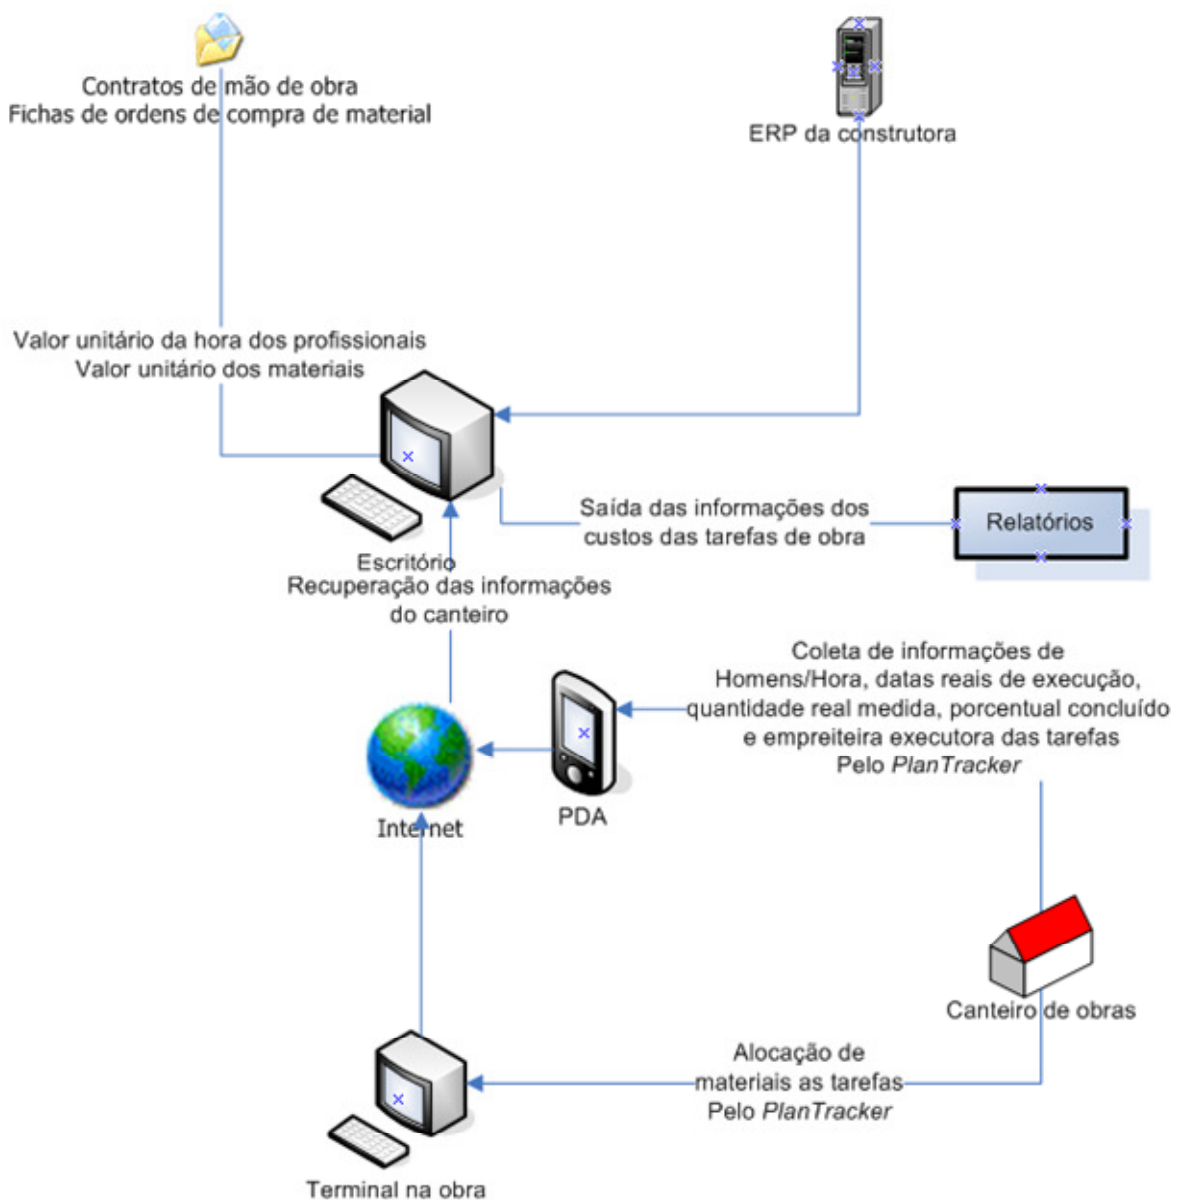 Contratos de mão de obra
Fichas de ordens de compra de material
ERP da construtora
Valor unitário da hora dos profissionais
Valor unitário dos materiais
Saída das informações dos
custos das tarefas de obra
Relatórios
Escritório
Recuperação das informações
do canteiro
Coleta de informações de
Homens/Hora, datas reais de execução,
quantidade real medida, porcentual concluído
e empreiteira executora das tarefas
Pelo PlanTracker
PDA
Internet
Canteiro de obras
Alocação de
materiais as tarefas
Pelo PlanTracker
Terminal na obra